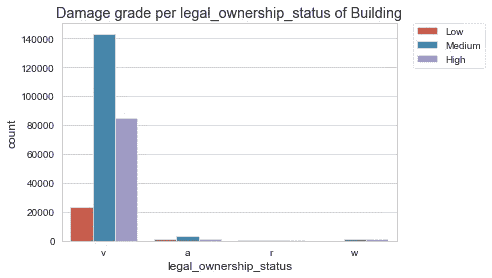 Damage grade per legal_ownership_status of Building
Low
Medium
High
140000
120000
100000
80000
60000
40000
20000
0
count
v a r w
legal_ownership_status